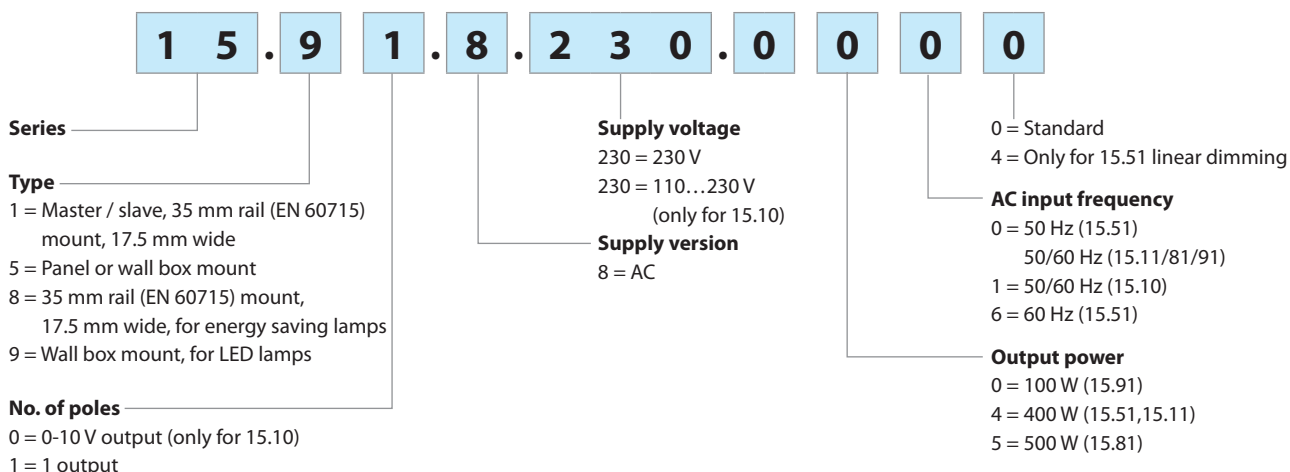 1 5 . 9 1 . 8 . 2 3 0 . 0 0 0 0
Series
Type
1 = Master / slave, 35 mm rail (EN 60715)
mount, 17.5 mm wide
5 = Panel or wall box mount
8 = 35 mm rail (EN 60715) mount,
17.5 mm wide, for energy saving lamps
9 = Wall box mount, for LED lamps
No. of poles
0 = 0-10 V output (only for 15.10)
1 = 1 output
Supply voltage
230 = 230 V
230 = 110…230 V
(only for 15.10)
Supply version
8 = AC
0 = Standard
4 = Only for 15.51 linear dimming
AC input frequency
0 = 50 Hz (15.51)
50/60 Hz (15.11/81/91)
1 = 50/60 Hz (15.10)
6 = 60 Hz (15.51)
Output power
0 = 100 W (15.91)
4 = 400 W (15.51,15.11)
5 = 500 W (15.81)